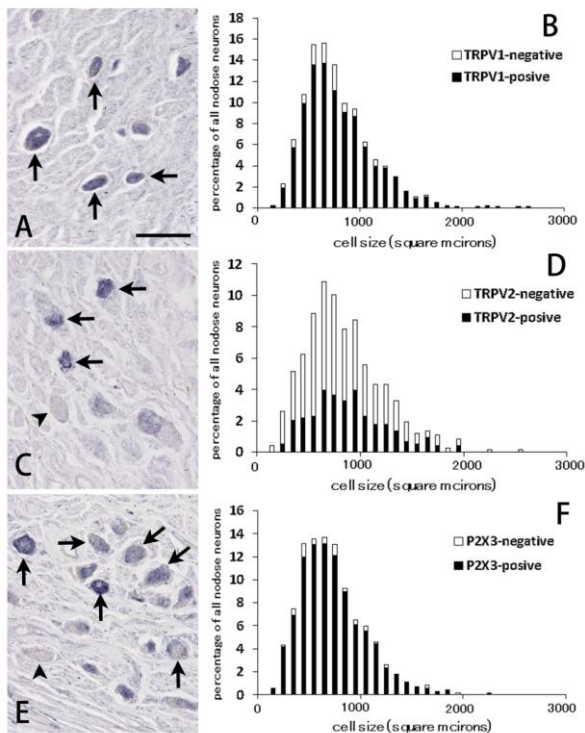 A
B
TRPV1-negative
TRPV1-posive
percentage of all nodose neurons
18
16
14
12
10
8
6
4
2
0
0 1000 2000 3000
cell size (square mcirons)
C
D
TRPV2-negative
TRPV2-posive
percentage of all nodose neurons
12
10
8
6
4
2
0
0 1000 2000 3000
cell size (square mcirons)
E
F
P2X3-negative
P2X3-posive
percentage of all nodose neurons
16
14
12
10
8
6
4
2
0
0 1000 2000 3000
cell size (square mcirons)